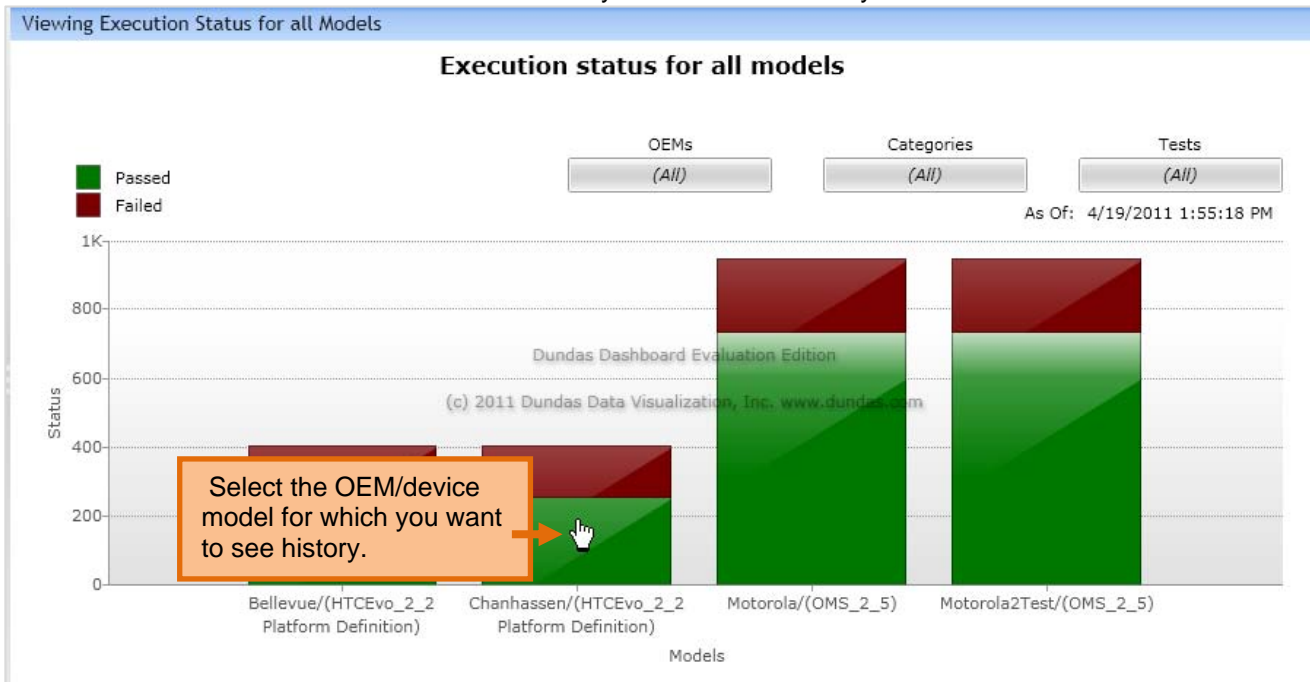 Viewing Execution Status for all Models
Execution status for all models
OEMs
Categories
Tests
(All)
(All)
(All)
Passed
Failed
As Of: 4/19/2011 1:55:18 PM
1K
800
600
400
200
0
Status
Dundas Dashboard Evaluation Edition
(c) 2011 Dundas Data Visualization, Inc. www.dundas.com
Select the OEM/device
model for which you want
to see history.
Bellevue/(HTCEvo_2_2
Platform Definition)
Chanhassen/(HTCEvo_2_2
Platform Definition)
Motorola/(OMS_2_5)
Motorola2Test/(OMS_2_5)
Models